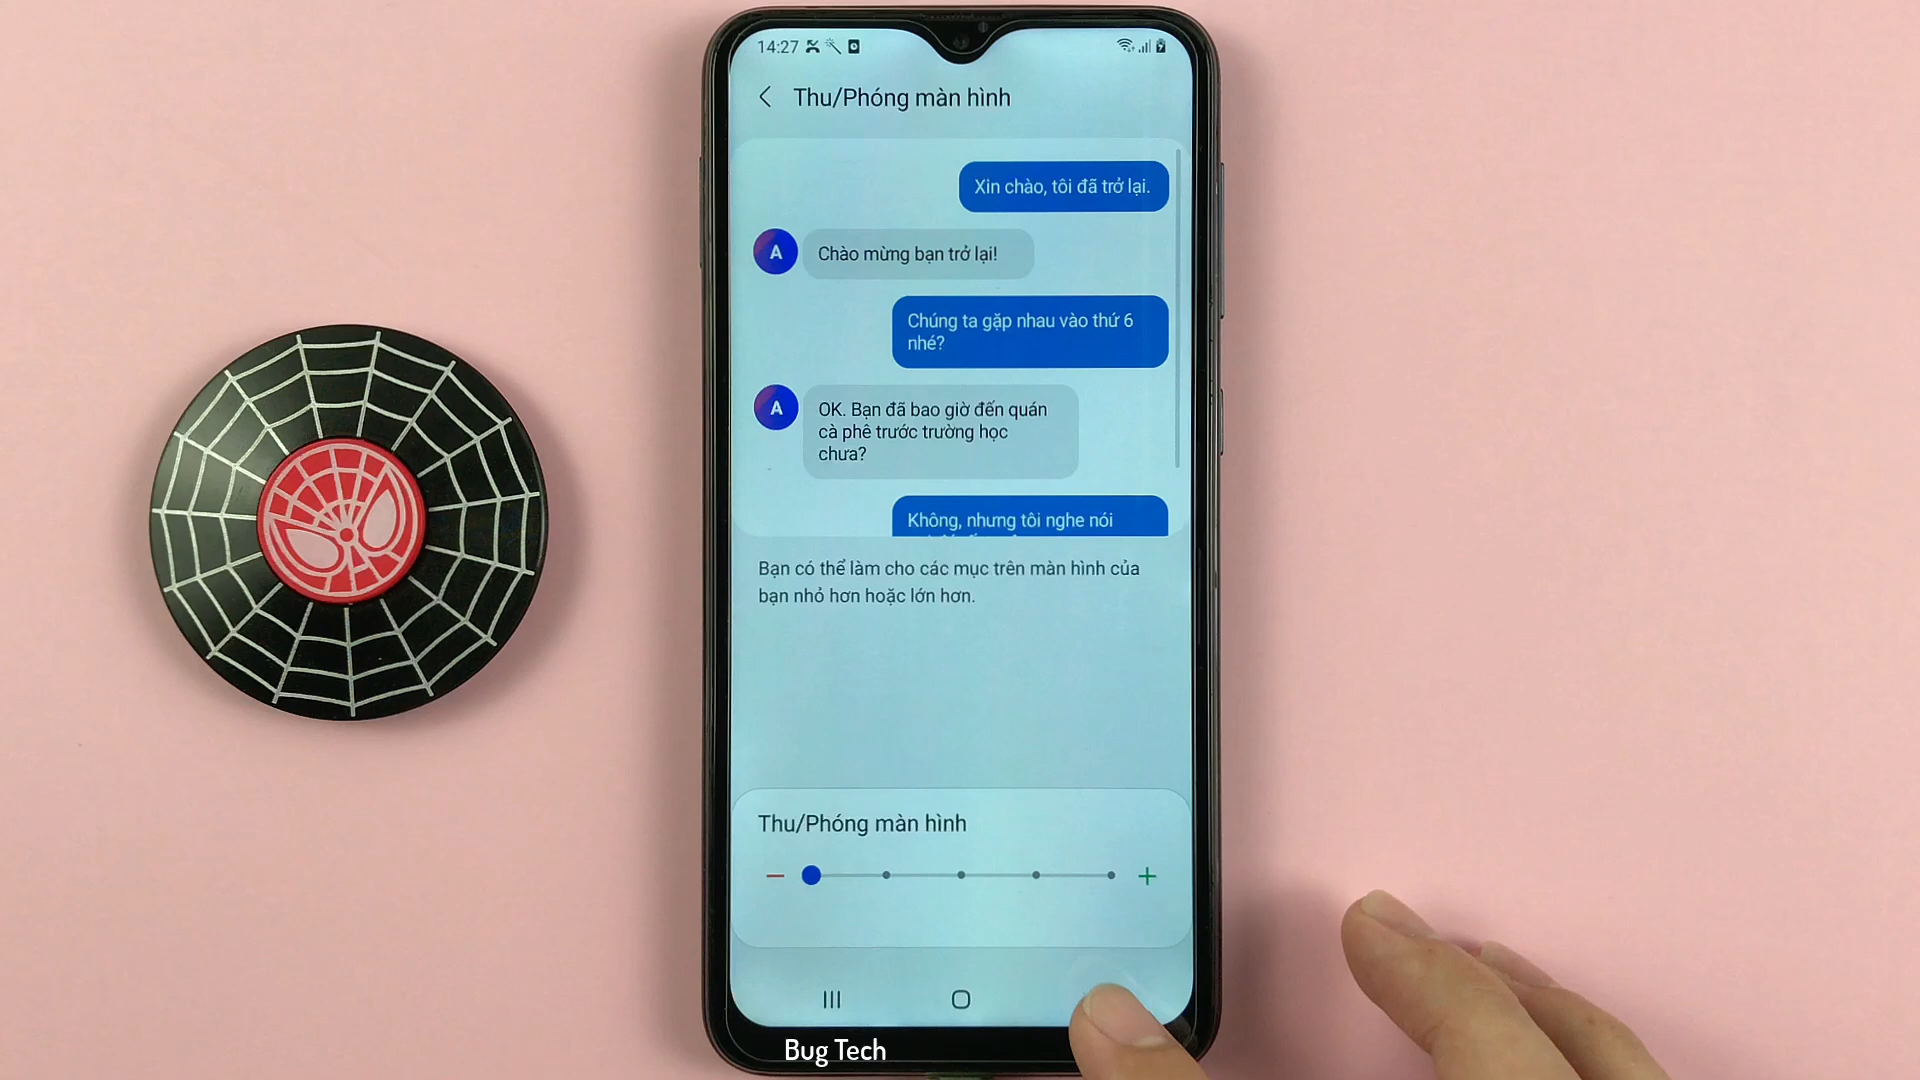 14:27
Thu/Phóng màn hình
Xin chào, tôi đã trở lại.
A
Chào mừng bạn trở lại!
Chúng ta gặp nhau vào thứ 6
nhé?
A
OK. Bạn đã bao giờ đến quán
cà phê trước trường học
chưa?
Không, nhưng tôi nghe nói
Bạn có thể làm cho các mục trên màn hình của
bạn nhỏ hơn hoặc lớn hơn.
Thu/Phóng màn hình
Bug Tech